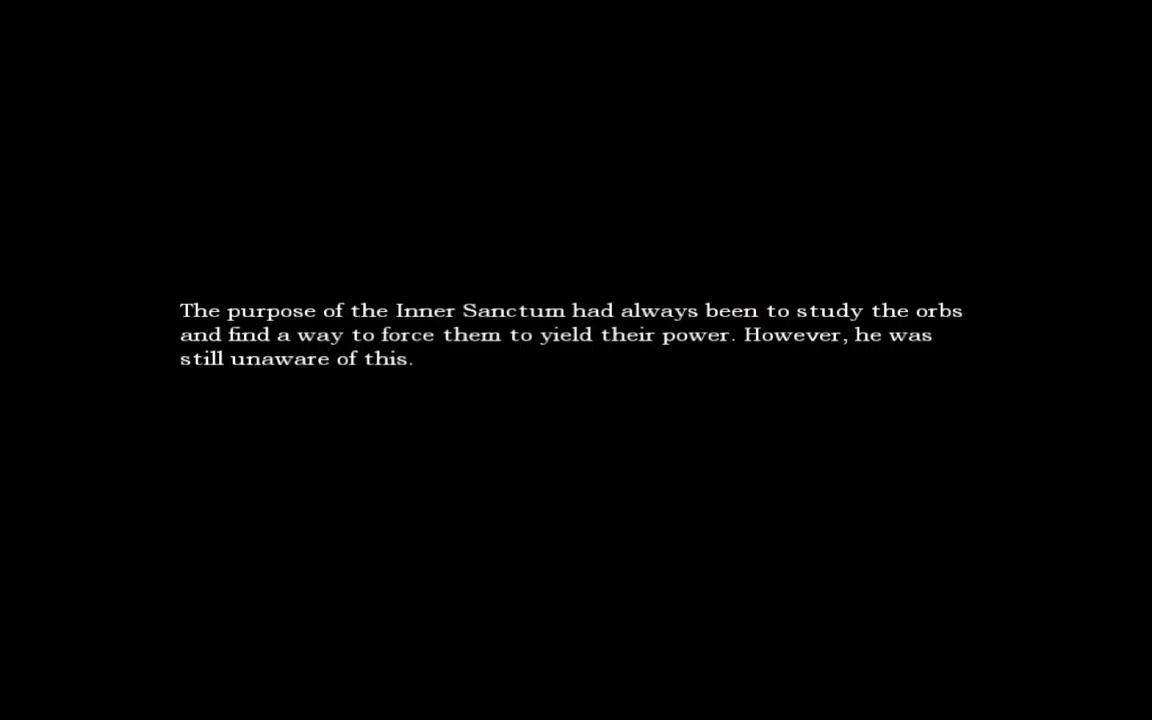 The purpose of the Inner Sanctum had always been to study the orbs
and find a way to force them to yield their power. However, he was
still unaware of this.